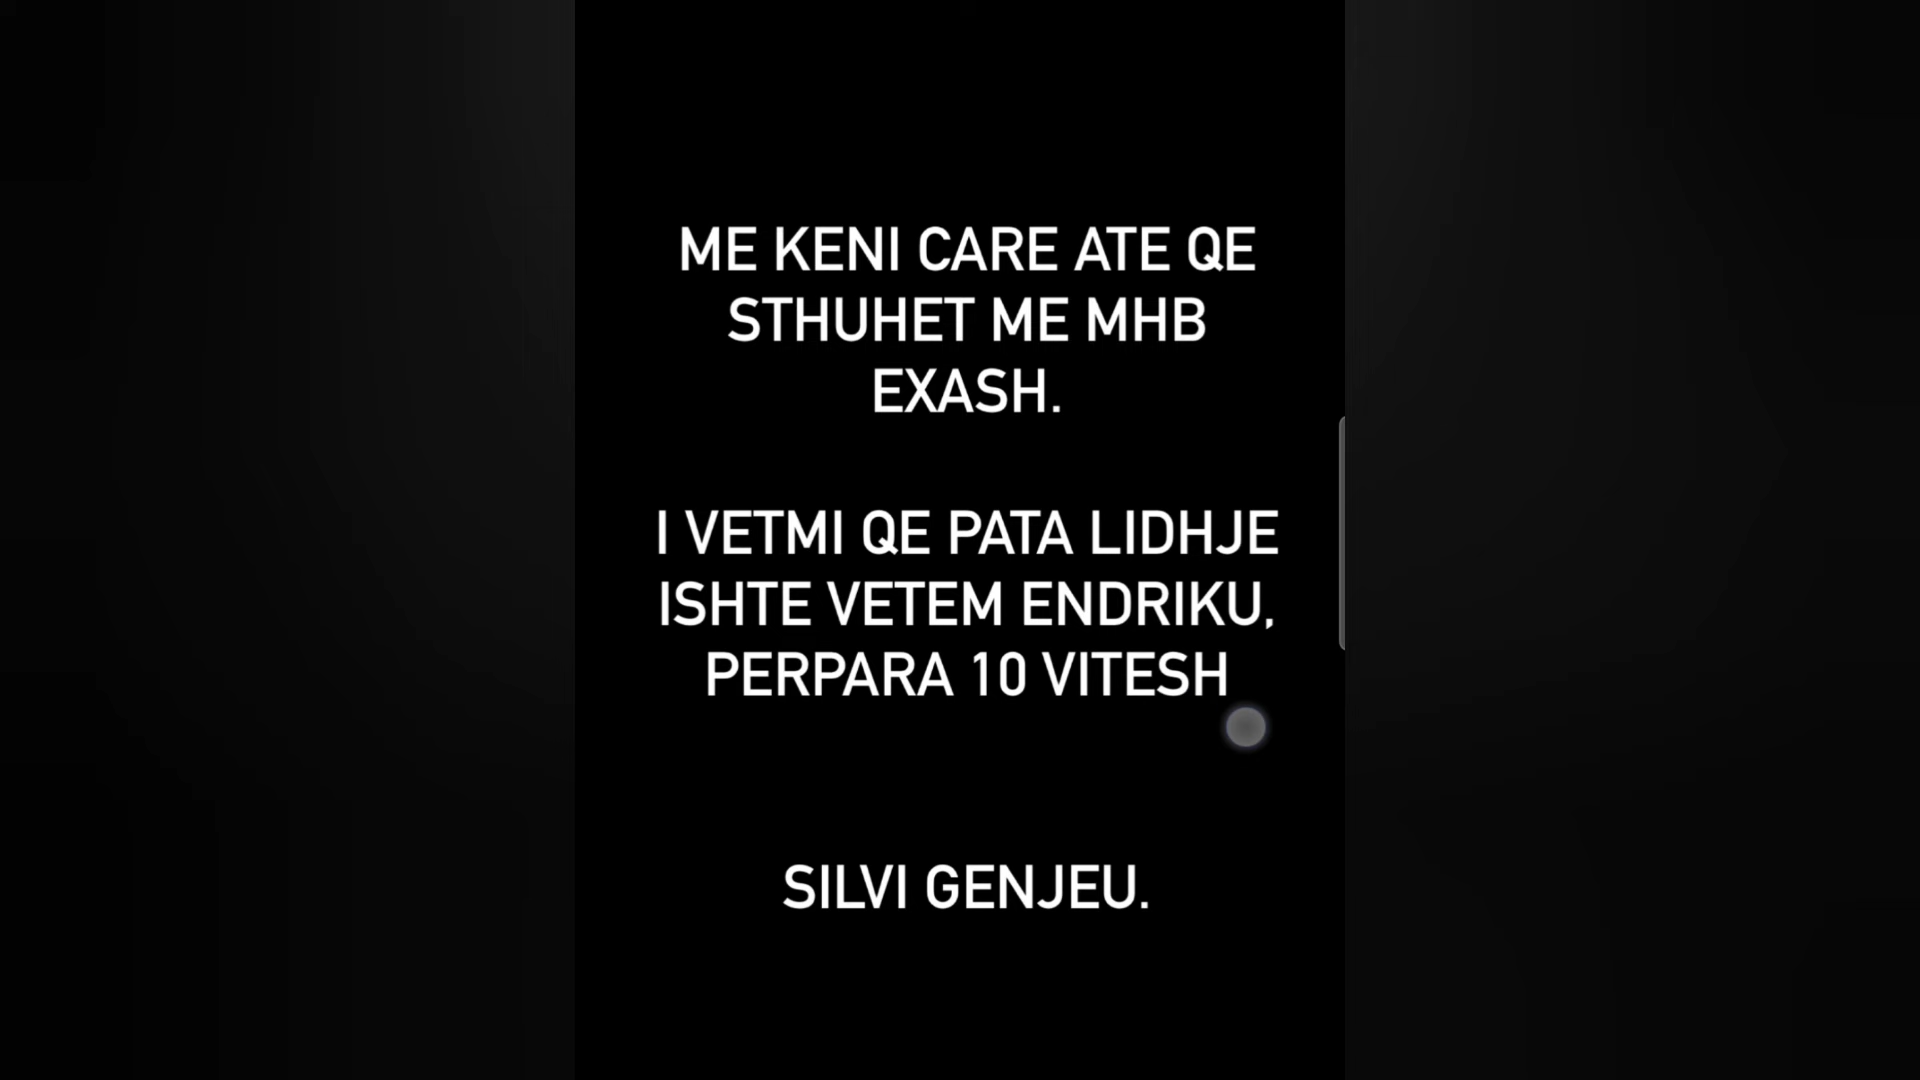 ME KENI CARE ATE QE
STHUHET ME MHB
EXASH.
I VETMI QE PATA LIDHJE
ISHTE VETEM ENDRIKU,
PERPARA 10 VITESH
SILVI GENJEU.